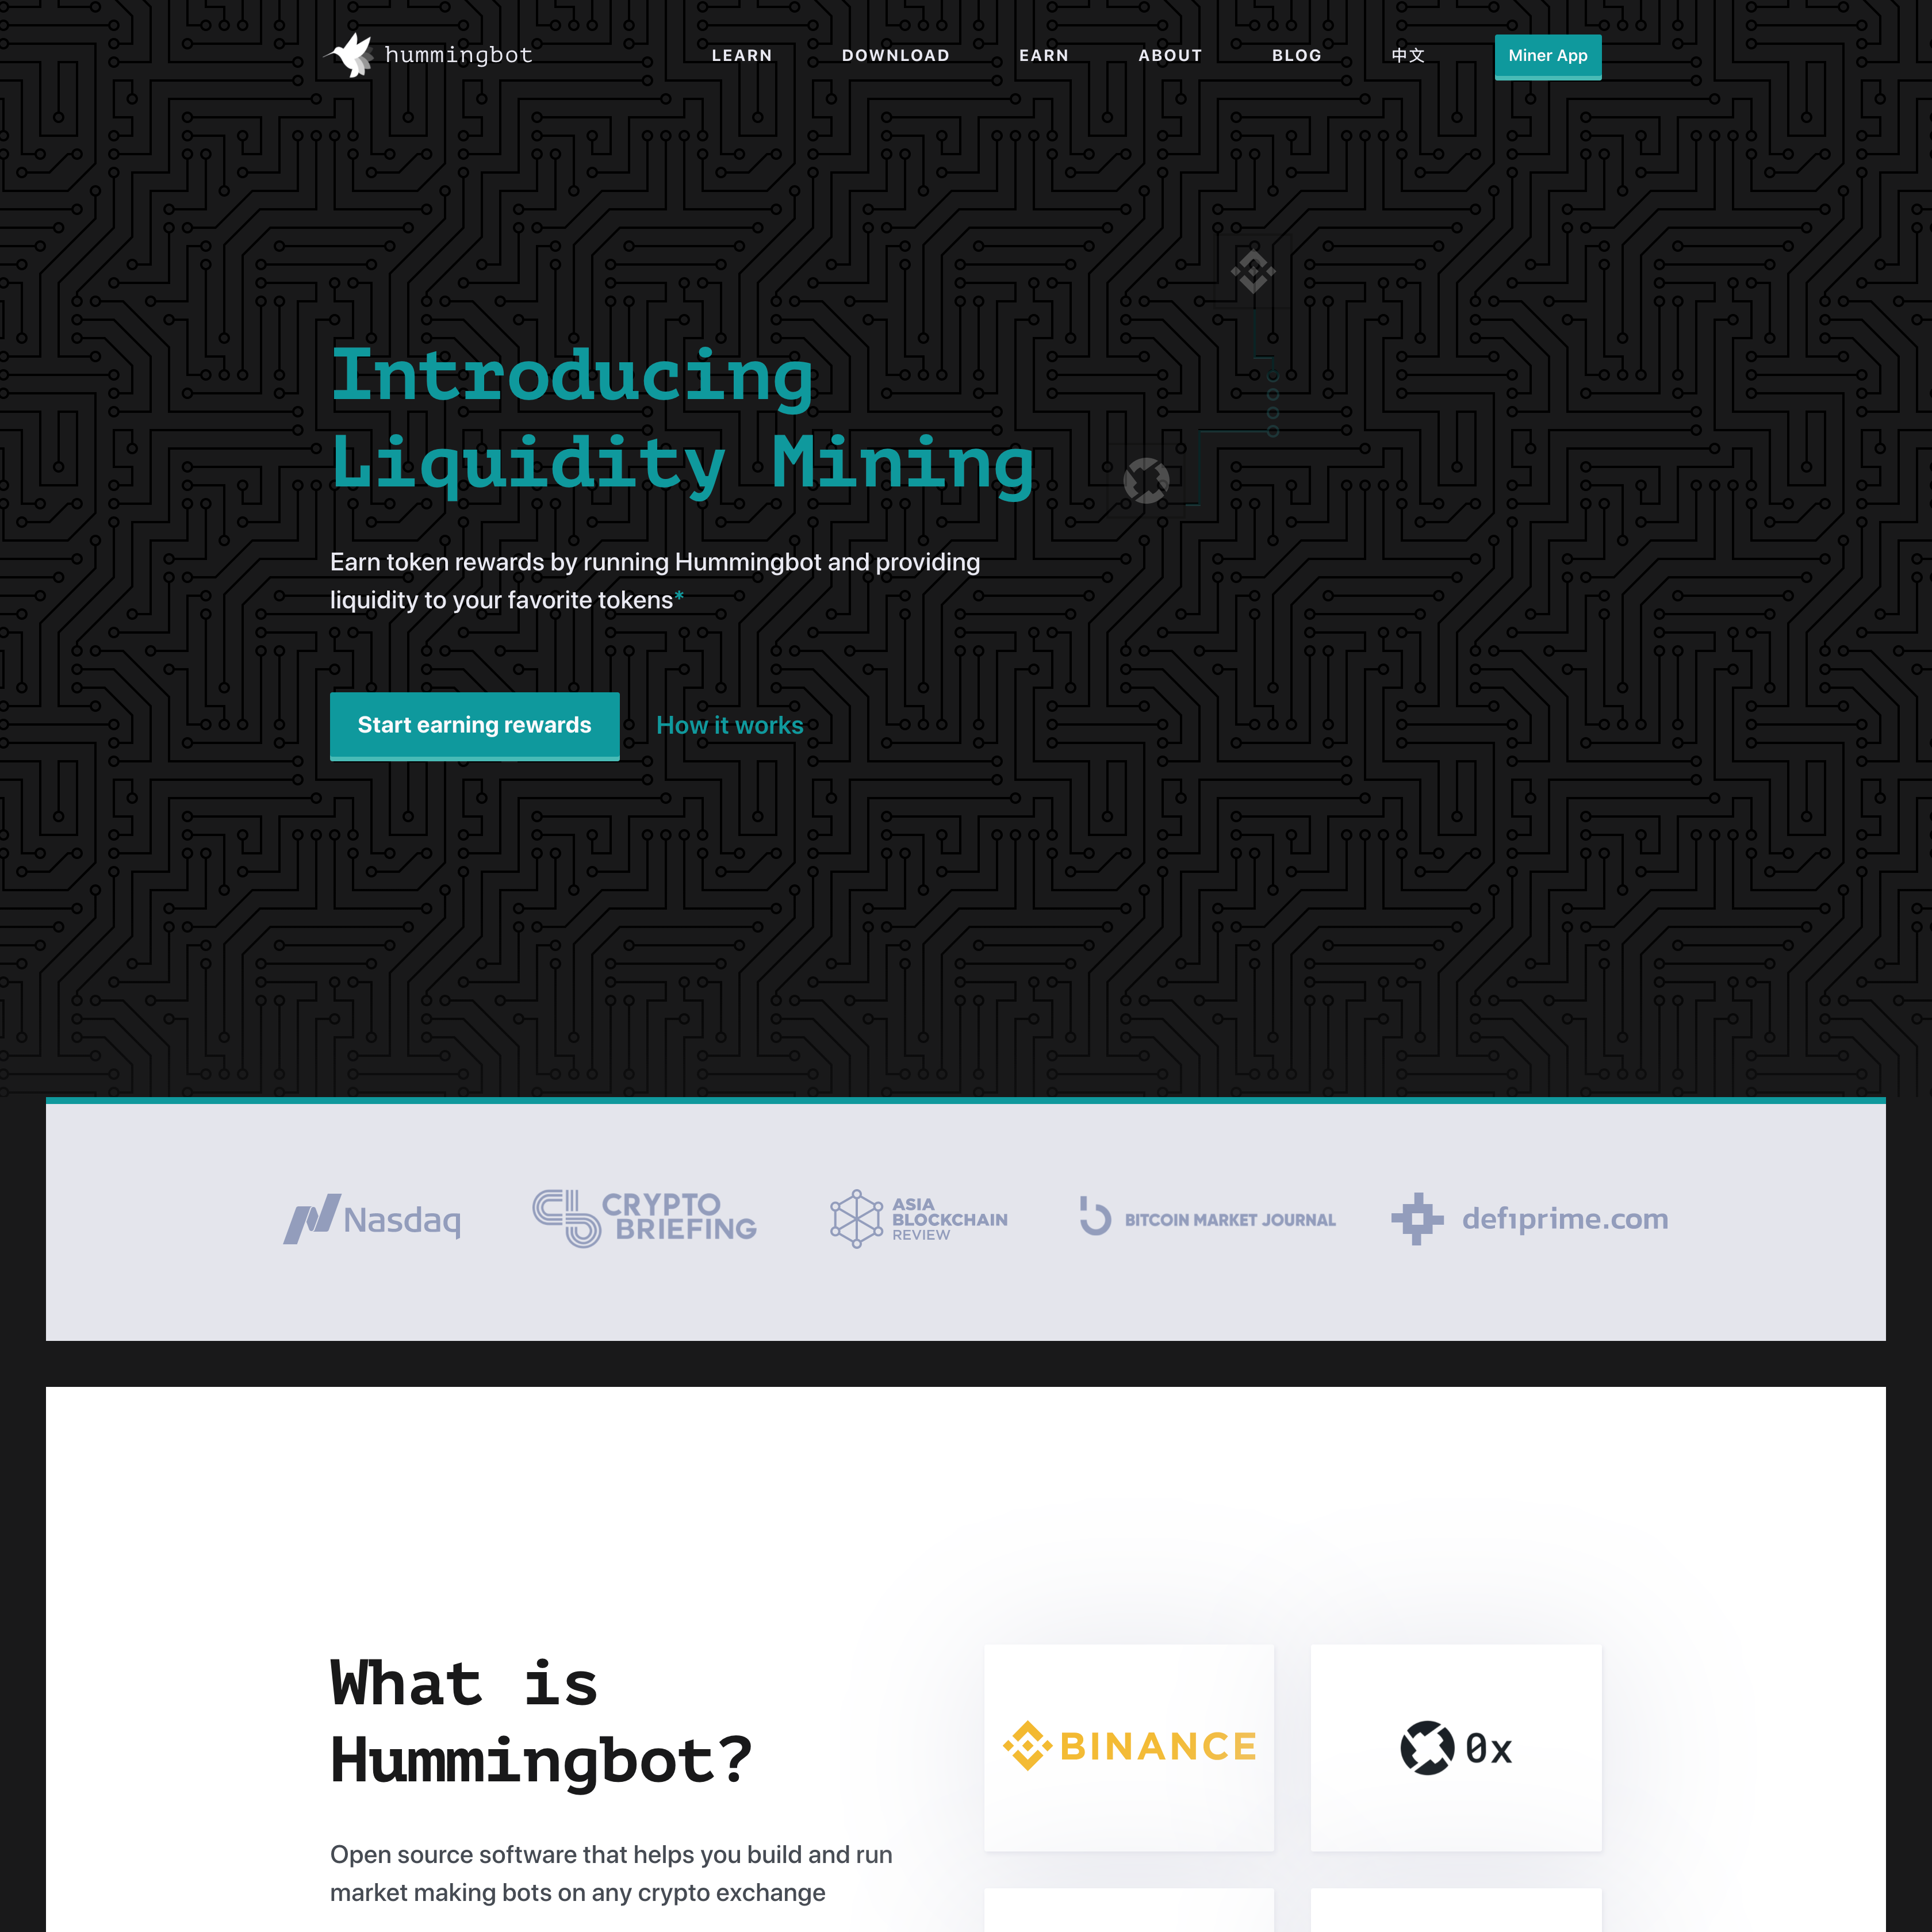 hummingbot
LEARN
DOWNLOAD
EARN
ABOUT
BLOG
中文
Miner App
Introducing
Liquidity Mining
Earn token rewards by running Hummingbot and providing
liquidity to your favorite tokens*
Start earning rewards
How it works
Nasdaq
CRYPTO
BRIEFING
ASIA
BLOCKCHAIN
REVIEW
BITCOIN MARKET JOURNAL
defiprime.com
What is
Hummingbot?
BINANCE
0x
Open source software that helps you build and run
market making bots on any crypto exchange